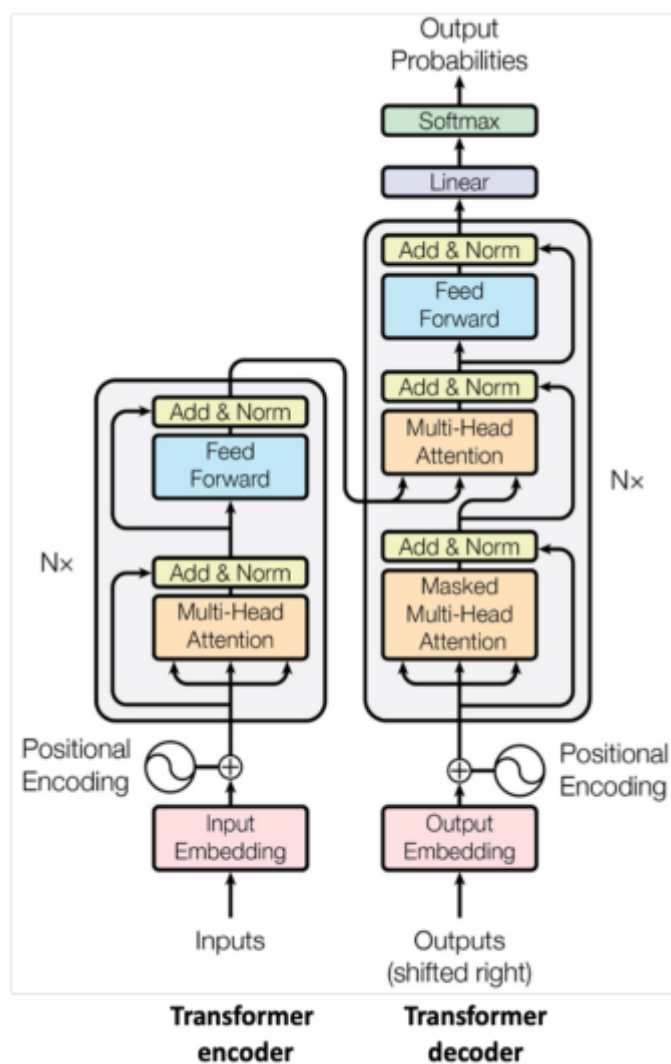 Output
Probabilities
Softmax
Linear
Add & Norm
Feed
Forward
Add & Norm
Multi-Head
Attention
Nx
Add & Norm
Masked
Multi-Head
Attention
Positional
Encoding
Output
Embedding
Outputs
(shifted right)
Add & Norm
Feed
Forward
Nx
Add & Norm
Multi-Head
Attention
Positional
Encoding
Input
Embedding
Inputs
Transformer
encoder
Transformer
decoder